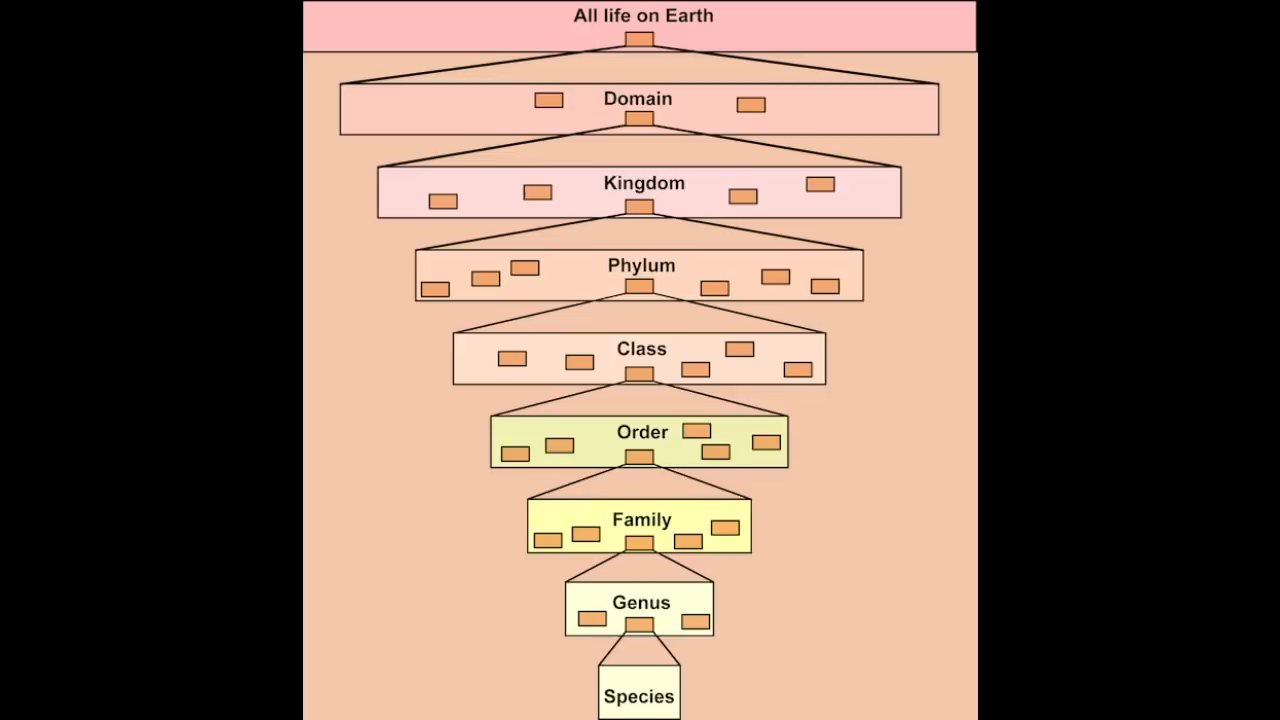 All life on Earth
Domain
Kingdom
Phylum
Class
Order
Family
Genus
Species